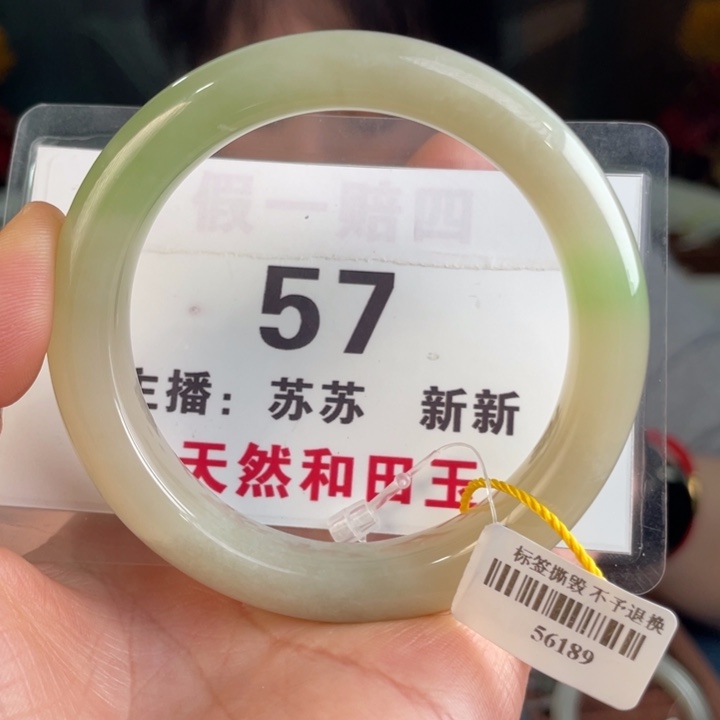 假一赔四
57
主播：苏苏 新新
天然和田玉
标签撕毁 不予退换
56189